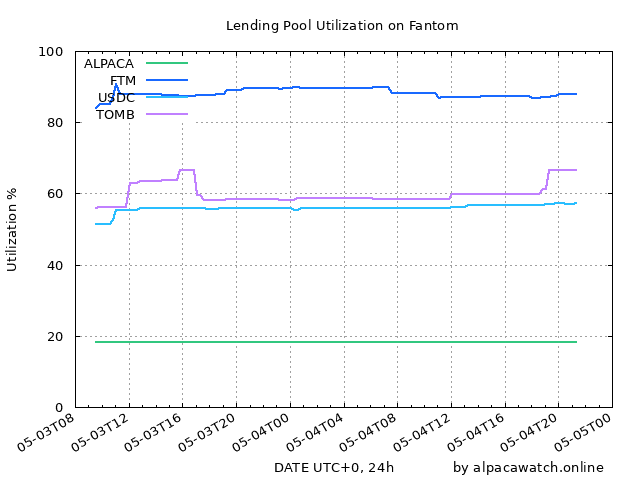 Lending Pool Utilization on Fantom
100
80
60
40
20
0
Utilization %
ALPACA
FTM
USDC
TOMB
05-03T08
05-03T12
05-03T16
05-03T20
05-04T00
05-04T04
05-04T08
05-04T12
05-04T16
05-04T20
05-05T00
DATE UTC+0, 24h
by alpacawatch.online